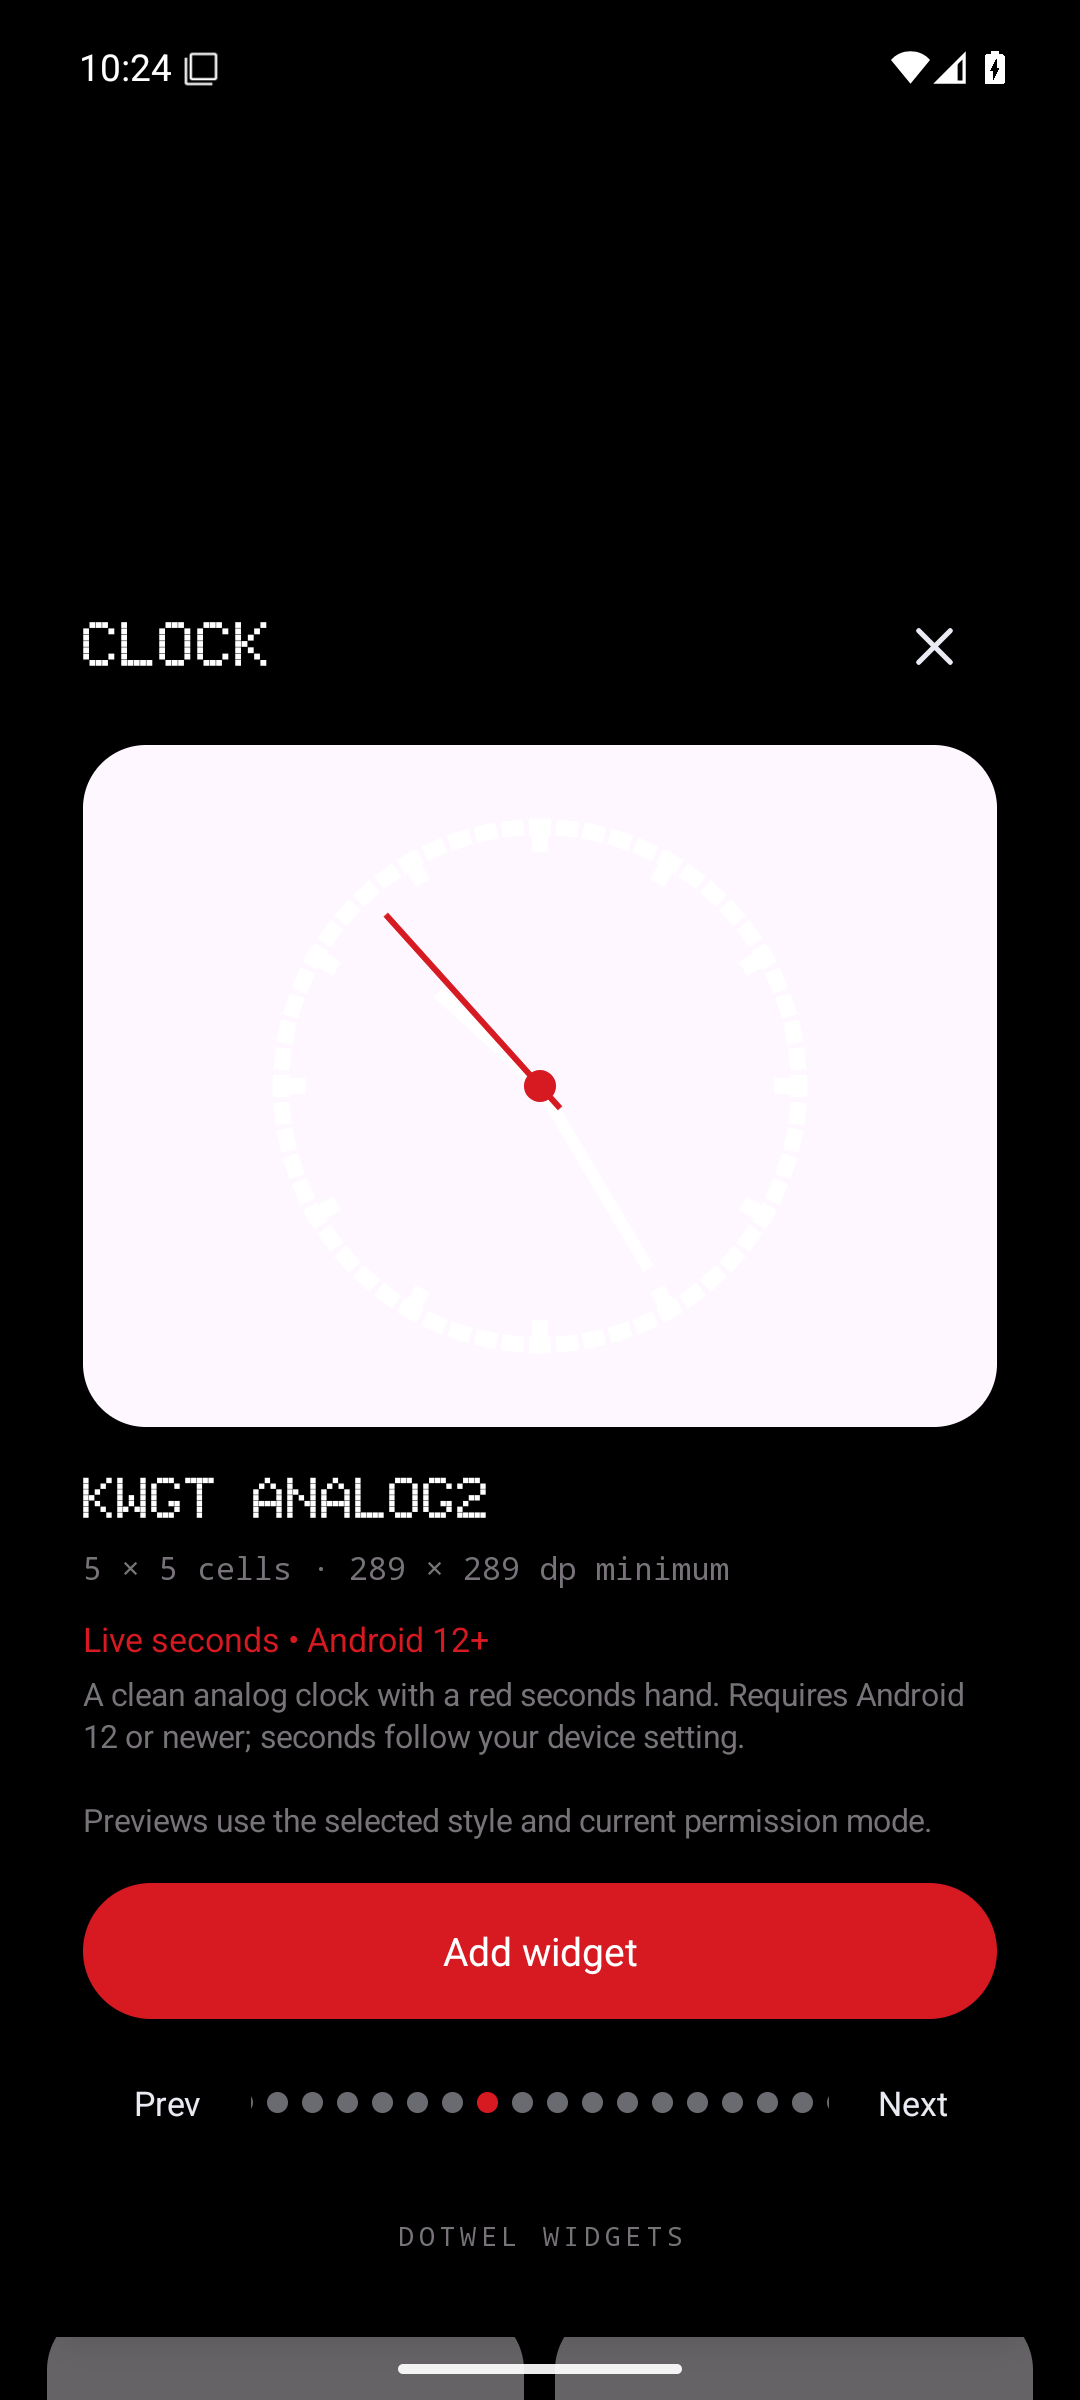 10:24
CLOCK
KWGT ANALOG2
5 × 5 cells · 289 × 289 dp minimum
Live seconds • Android 12+
A clean analog clock with a red seconds hand. Requires Android
12 or newer; seconds follow your device setting.
Previews use the selected style and current permission mode.
Add widget
Prev
Next
DOTWEL WIDGETS